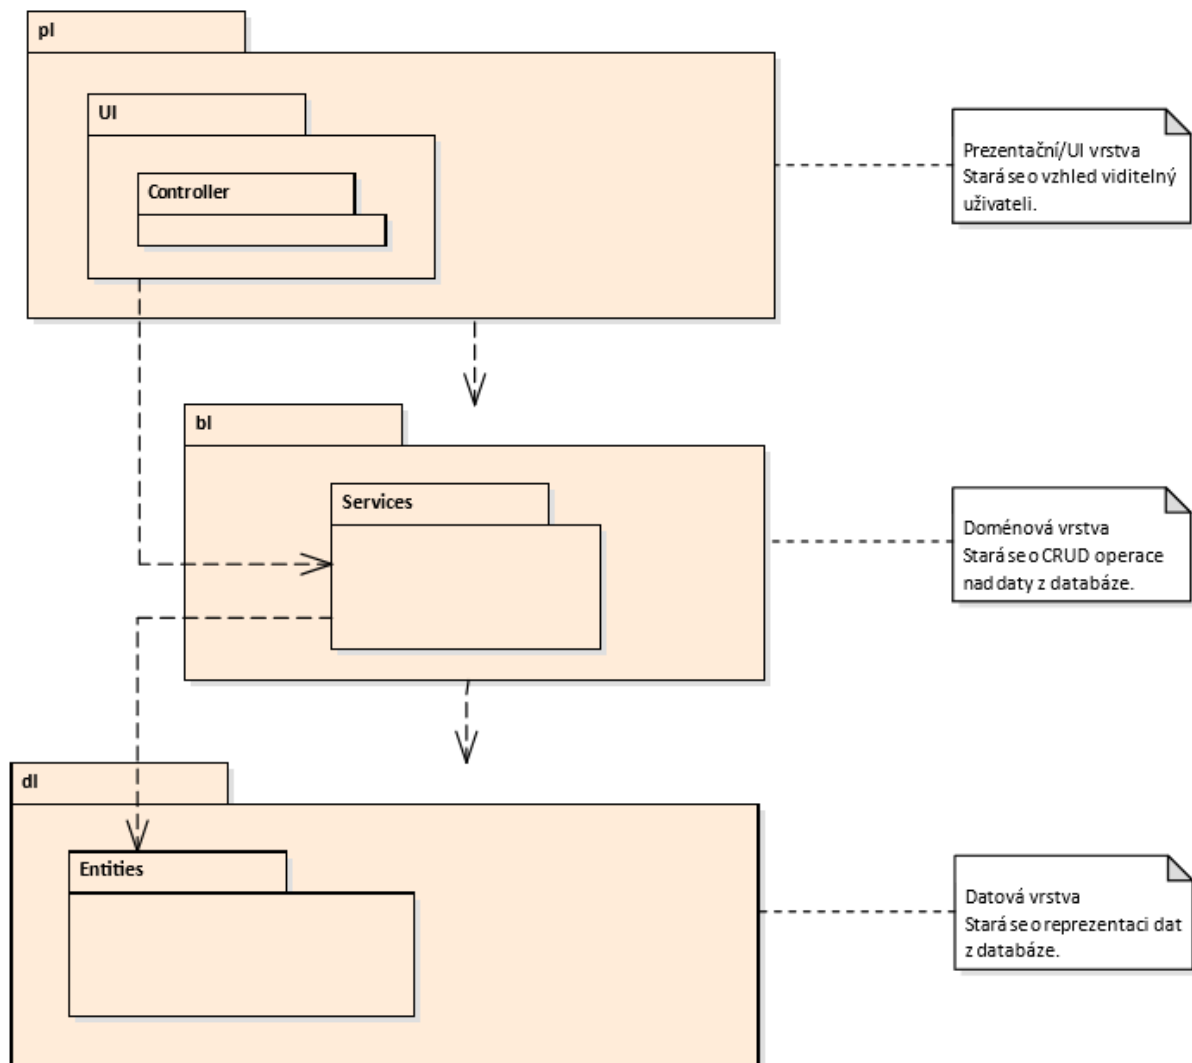 pl
UI
Controller
Prezentační/UI vrstva
Stará se o vzhled viditelný
uživateli.
bl
Services
Doménová vrstva
Stará se o CRUD operace
nad daty z databáze.
dl
Entities
Datová vrstva
Stará se o reprezentaci dat
z databáze.